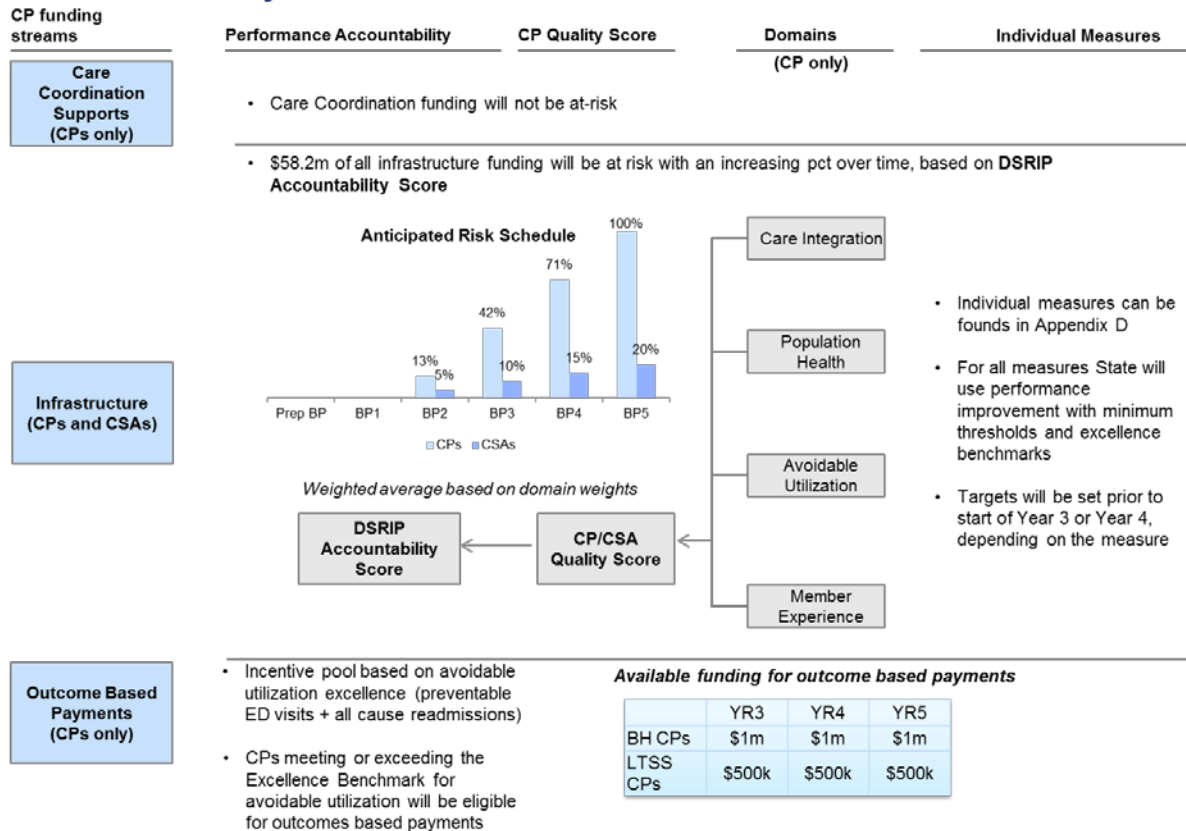 CP funding
streams
Performance Accountability
CP Quality Score
Domains
(CP only)
Individual Measures
Care
Coordination
Supports
(CPs only)
• Care Coordination funding will not be at-risk
• $58.2m of all infrastructure funding will be at risk with an increasing pct over time, based on DSRIP
Accountability Score
Infrastructure
(CPs and CSAs)
Anticipated Risk Schedule
13%
5%
42%
10%
71%
15%
100%
20%
Prep BP BP1 BP2 BP3 BP4 BP5
CPs CSAs
Weighted average based on domain weights
DSRIP
Accountability
Score
CP/CSA
Quality Score
Care Integration
Population
Health
Avoidable
Utilization
Member
Experience
• Individual measures can be
founds in Appendix D
• For all measures State will
use performance
improvement with minimum
thresholds and excellence
benchmarks
• Targets will be set prior to
start of Year 3 or Year 4,
depending on the measure
Outcome Based
Payments
(CPs only)
• Incentive pool based on avoidable
utilization excellence (preventable
ED visits + all cause readmissions)
• CPs meeting or exceeding the
Excellence Benchmark for
avoidable utilization will be eligible
for outcomes based payments
Available funding for outcome based payments
YR3 YR4 YR5
BH CPs $1m $1m $1m
LTSS
CPs $500k $500k $500k